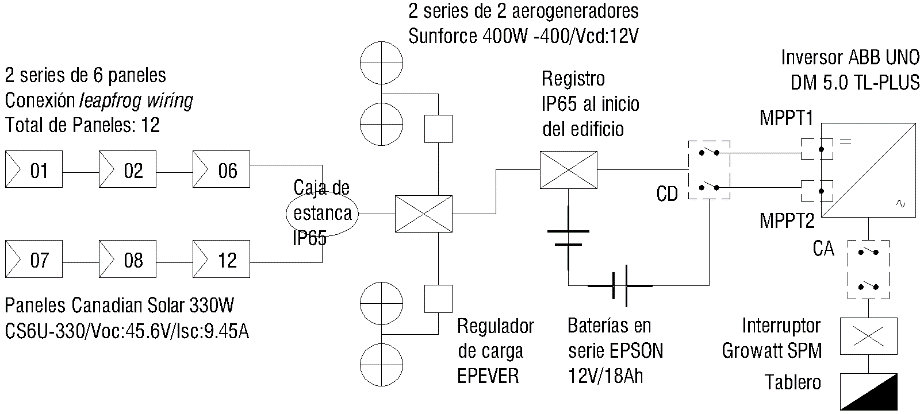 2 series de 2 aerogeneradores
Sunforce 400W -400/Vcd:12V
2 series de 6 paneles
Conexión leapfrog wiring
Total de Paneles: 12
Registro
IP65 al inicio
del edificio
Inversor ABB UNO
DM 5.0 TL-PLUS
MPPT1
01
02
06
Caja de
estanca
IP65
CD
MPPT2
07
08
12
CA
Paneles Canadian Solar 330W
CS6U-330/Voc:45.6V/Isc:9.45A
Regulador
de carga
EPEVER
Baterías en
serie EPSON
12V/18Ah
Interruptor
Growatt SPM
Tablero